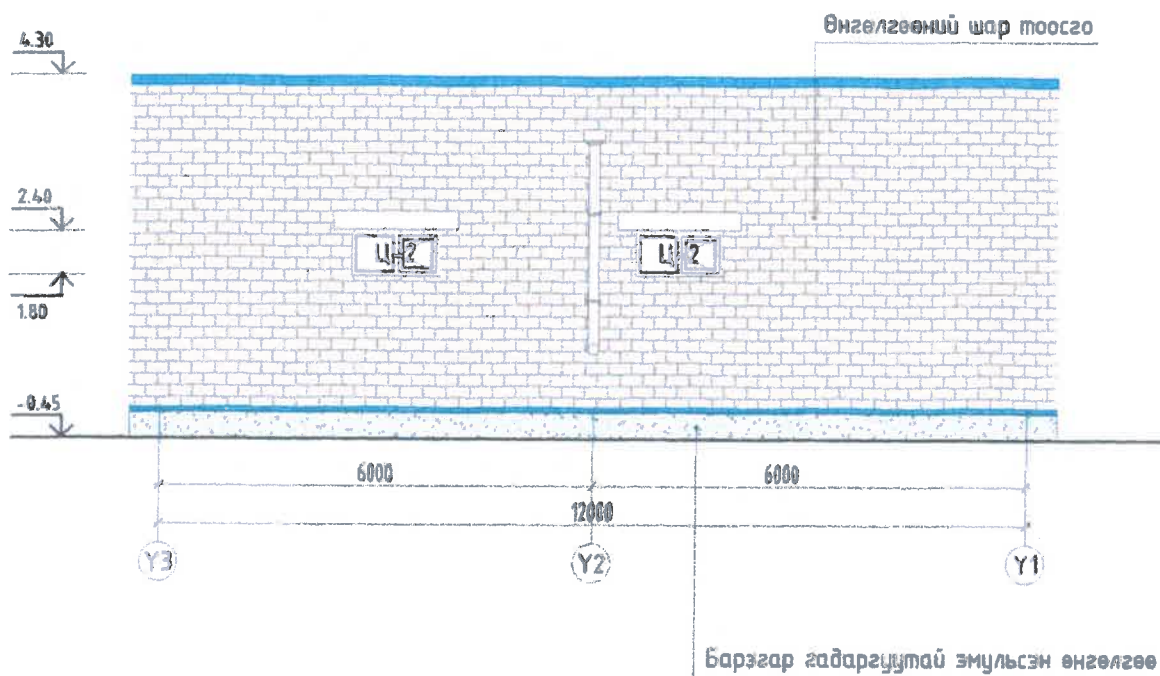 Өнгөлгөөний шар тоосго
4.30
2.40
Ц-2
Ц 2
1.80
-0.45
6000
6000
12000
Y3
Y2
Y1
Барзгар гадаргуутай эмульсэн өнгөлгөө